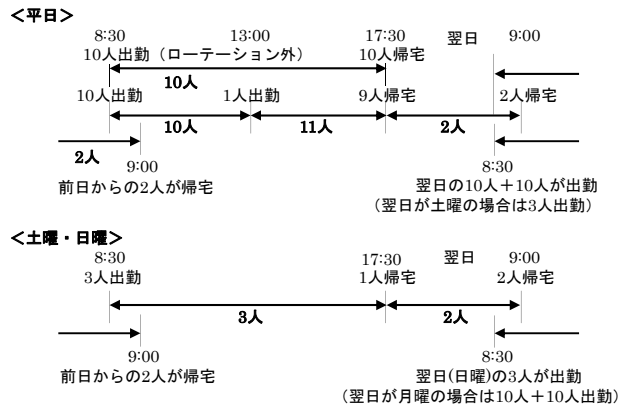 ＜平日＞
8:30 13:00 17:30 翌日 9:00
10人出勤（ローテーション外） 10人帰宅
10人
10人出勤 1人出勤 9人帰宅 2人帰宅
10人 11人 2人
2人
9:00 8:30
前日からの2人が帰宅 翌日の10人＋10人が出勤
（翌日が土曜の場合は3人出勤）
＜土曜・日曜＞
8:30 17:30 翌日 9:00
3人出勤 1人帰宅 2人帰宅
3人 2人
9:00 8:30
前日からの2人が帰宅 翌日(日曜)の3人が出勤
（翌日が月曜の場合は10人＋10人出勤）